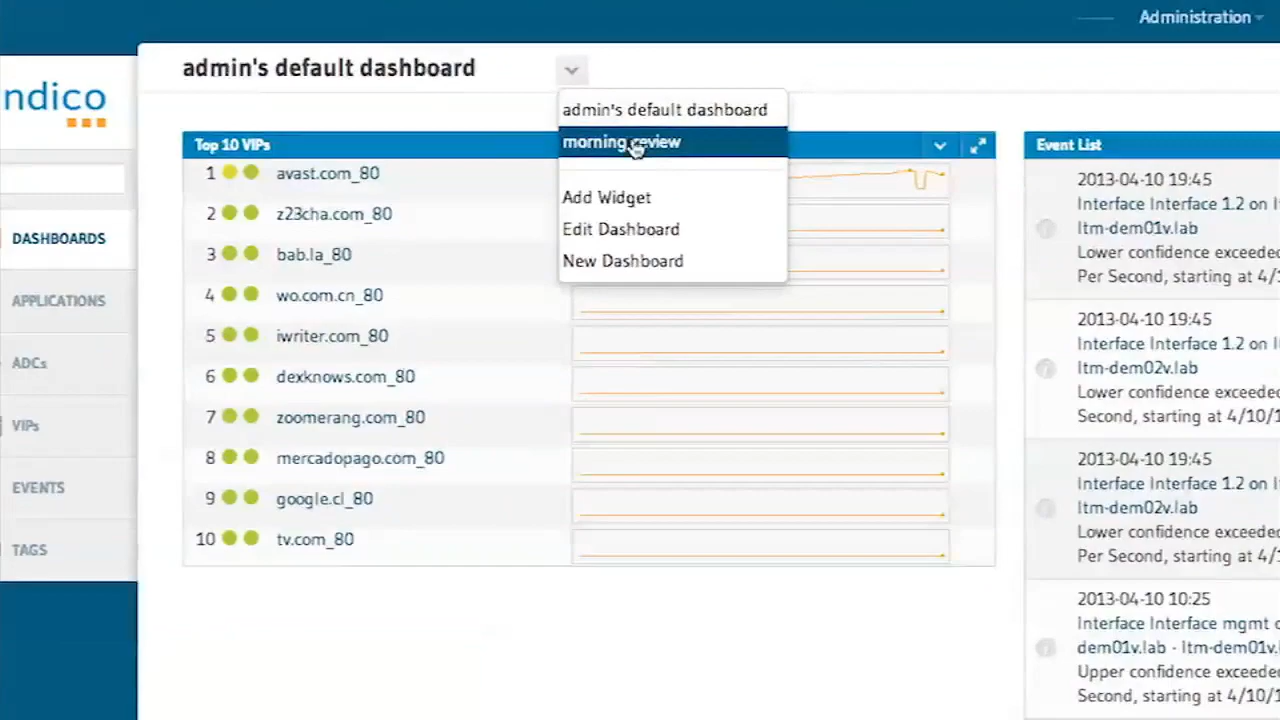 Administration
admin's default dashboard
ndico
admin's default dashboard
morning review
Add Widget
Edit Dashboard
New Dashboard
DASHBOARDS
APPLICATIONS
ADCs
VIPs
EVENTS
TAGS
Top 10 VIPs
1 avast.com_80
2 z23cha.com_80
3 bab.la_80
4 wo.com.cn_80
5 iwriter.com_80
6 dexknows.com_80
7 zoomerang.com_80
8 mercadopago.com_80
9 google.cl_80
10 tv.com_80
Event List
2013-04-10 19:45
Interface Interface 1.2 on l
ltm-dem01v.lab
Lower confidence exceeded
Per Second, starting at 4/1
2013-04-10 19:45
Interface Interface 1.2 on l
ltm-dem02v.lab
Lower confidence exceeded
Second, starting at 4/10/1
2013-04-10 19:45
Interface Interface 1.2 on l
ltm-dem02v.lab
Lower confidence exceeded
Per Second, starting at 4/1
2013-04-10 10:25
Interface Interface mgmt o
dem01v.lab - ltm-dem01v.l
Upper confidence exceeded
Second, starting at 4/10/1